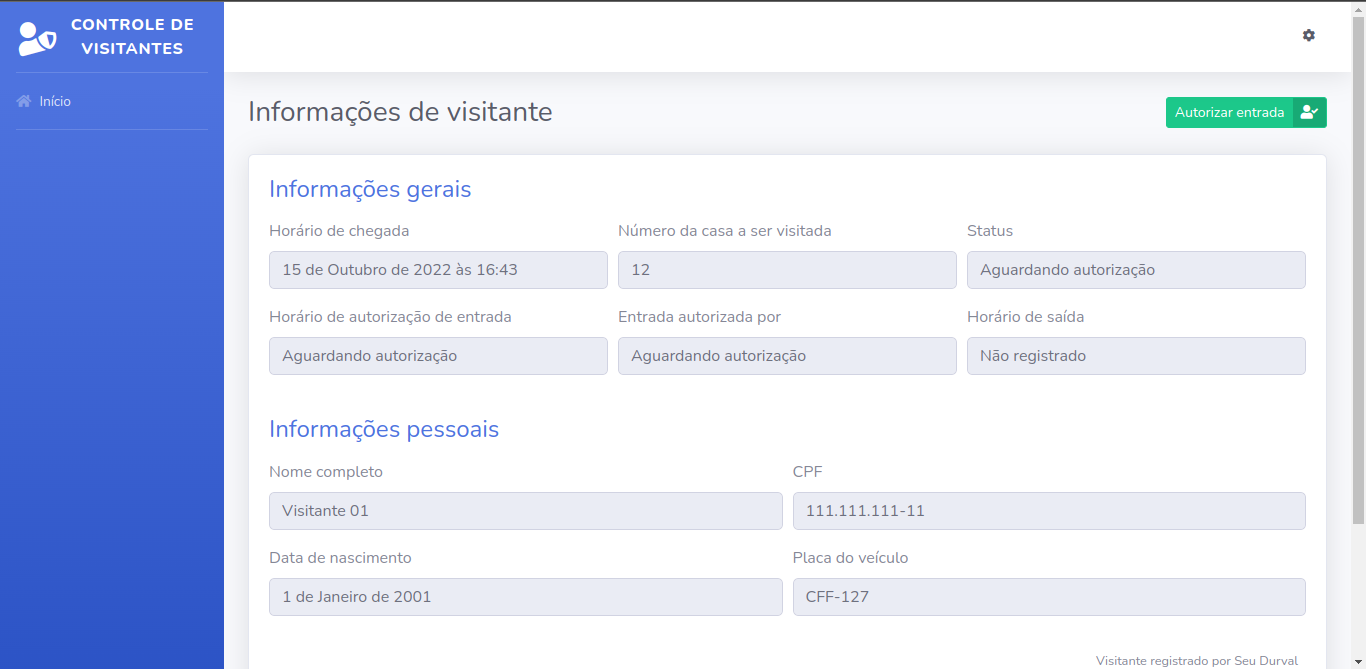 CONTROLE DE
VISITANTES
Início
Informações de visitante
Autorizar entrada
Informações gerais
Horário de chegada
Número da casa a ser visitada
Status
15 de Outubro de 2022 às 16:43
12
Aguardando autorização
Horário de autorização de entrada
Entrada autorizada por
Horário de saída
Aguardando autorização
Aguardando autorização
Não registrado
Informações pessoais
Nome completo
CPF
Visitante 01
111.111.111-11
Data de nascimento
Placa do veículo
1 de Janeiro de 2001
CFF-127
Visitante registrado por Seu Durval